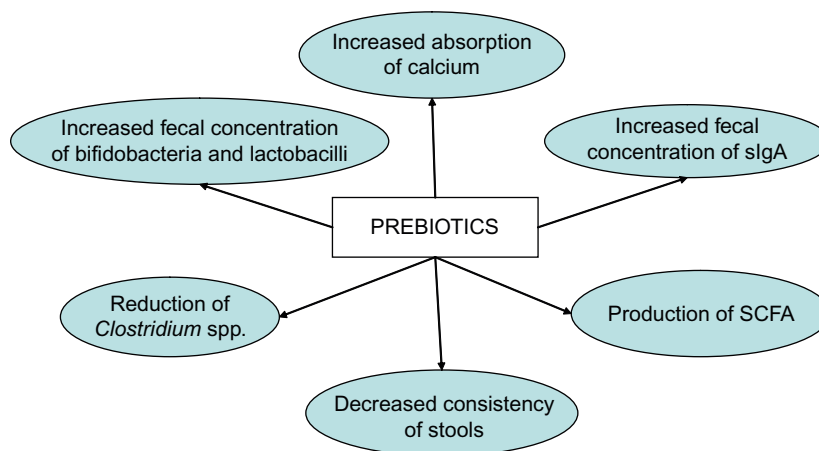 Increased absorption
of calcium
Increased fecal concentration
of bifidobacteria and lactobacilli
Increased fecal
concentration of sIgA
PREBIOTICS
Reduction of
Clostridium spp.
Production of SCFA
Decreased consistency
of stools